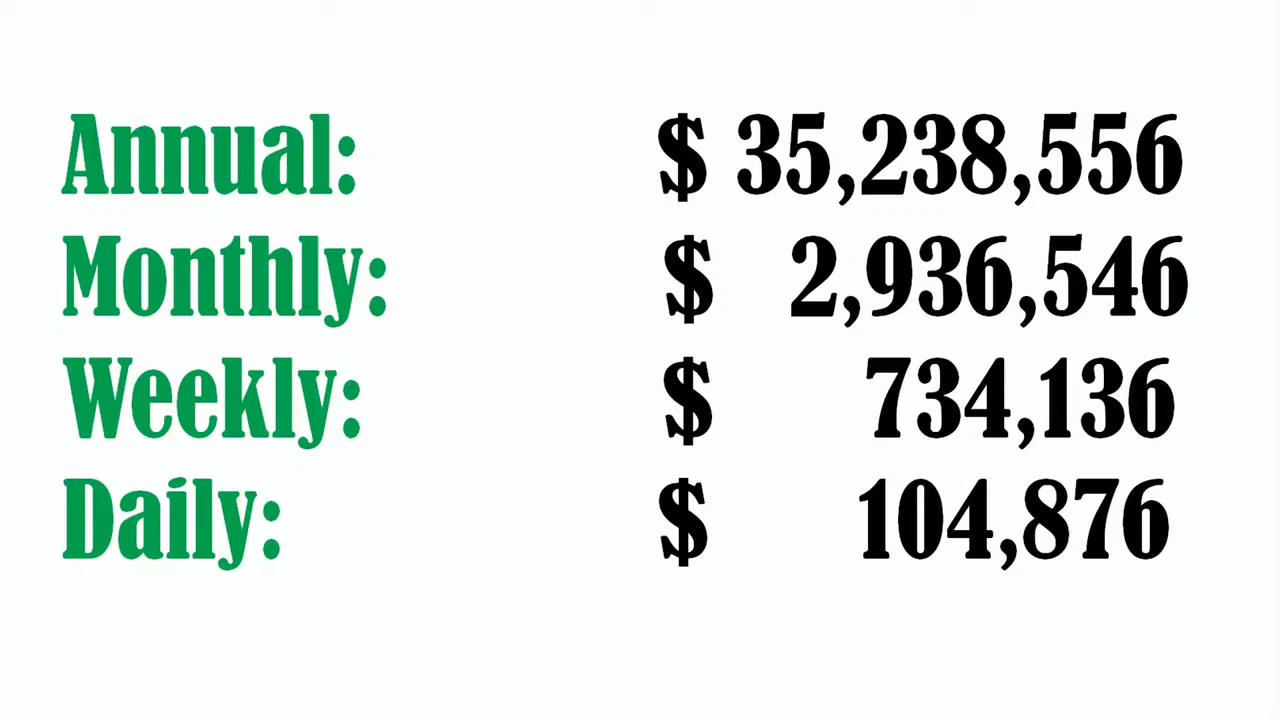 Annual: $ 35,238,556
Monthly: $ 2,936,546
Weekly: $ 734,136
Daily: $ 104,876